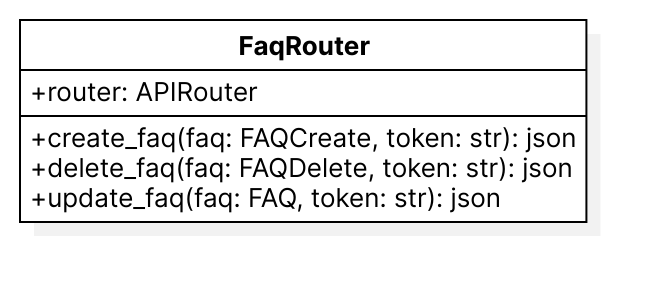 FaqRouter
+router: APIRouter
+create_faq(faq: FAQCreate, token: str): json
+delete_faq(faq: FAQDelete, token: str): json
+update_faq(faq: FAQ, token: str): json